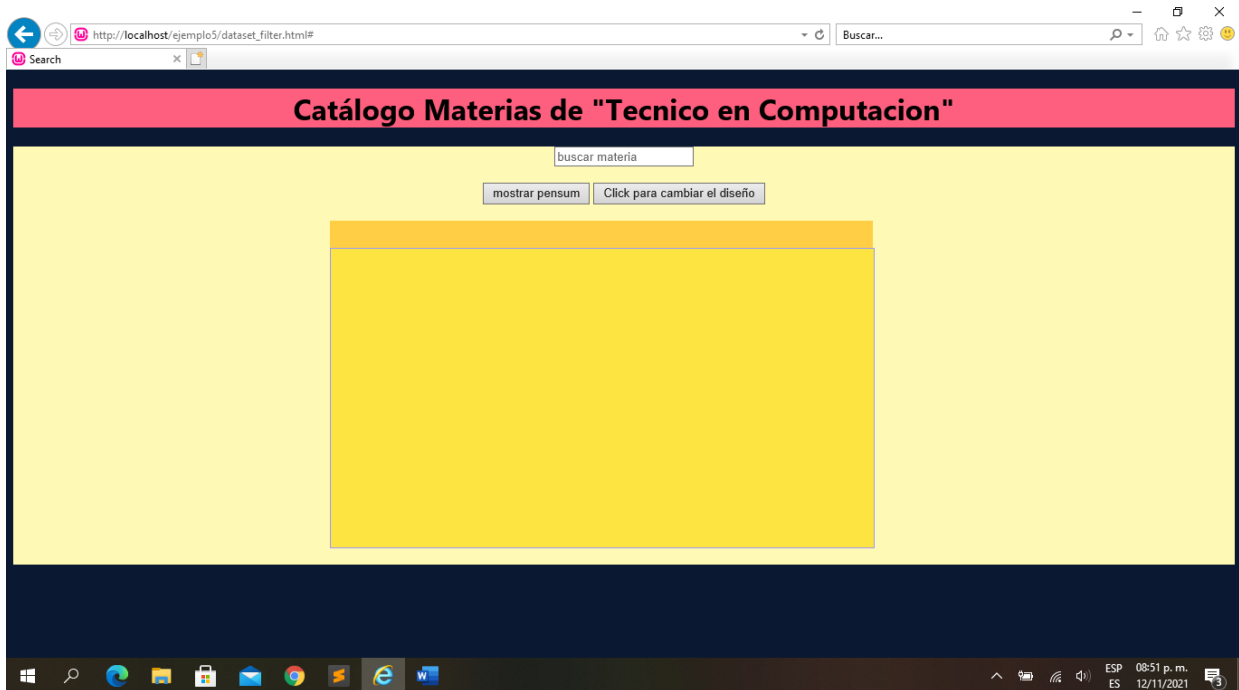 http://localhost/ejemplo5/dataset_filter.html#
Buscar...
Search
Catálogo Materias de "Tecnico en Computacion"
buscar materia
mostrar pensum
Click para cambiar el diseño
ESP
ES
08:51 p. m.
12/11/2021
3